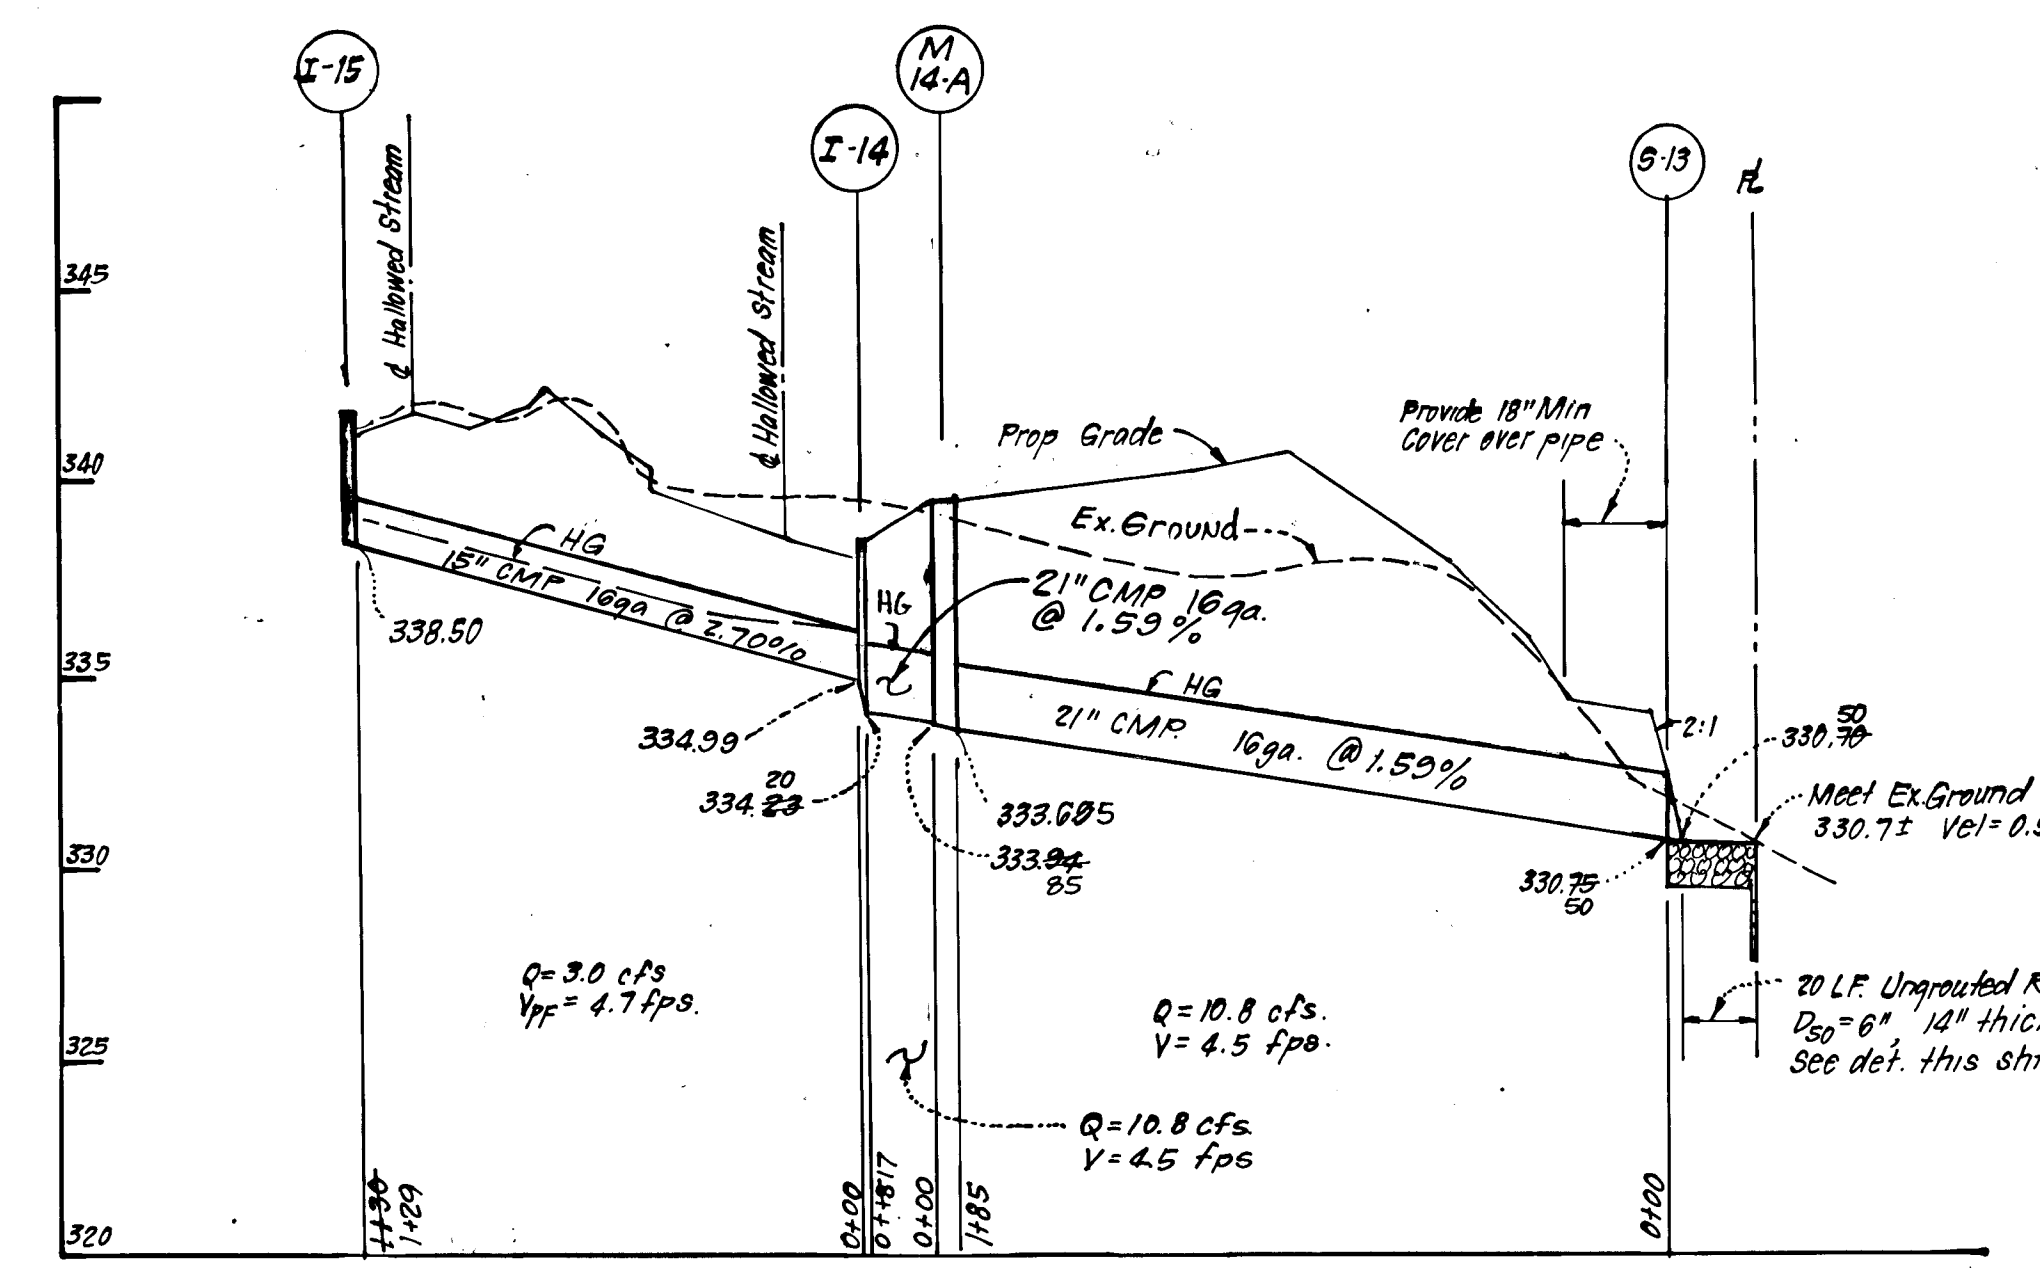 I-15
M
14-A
I-14
S-13
345
340
335
330
325
320
℄ Hallowed Stream
℄ Hallowed Stream
Prop Grade
Provide 18" Min
Cover over pipe
Ex. Ground
HG
15" CMP 16ga @ 2.70%
338.50
HG
21" CMP 16ga.
@ 1.59%
HG
21" CMP. 16ga. @ 1.59%
2:1
50
330.70
Meet Ex. Ground
330.7± Vel = 0.5
334.99
20
334.23
333.94
85
330.75
50
Q = 3.0 cfs
VPF = 4.7 fps.
Q = 10.8 cfs.
V = 4.5 fps.
Q = 10.8 cfs
V = 4.5 fps
20 LF. Ungrouted
D50 = 6", 14"
See det. this
1+30
1+29
0+00
0+00
1+85
0+00